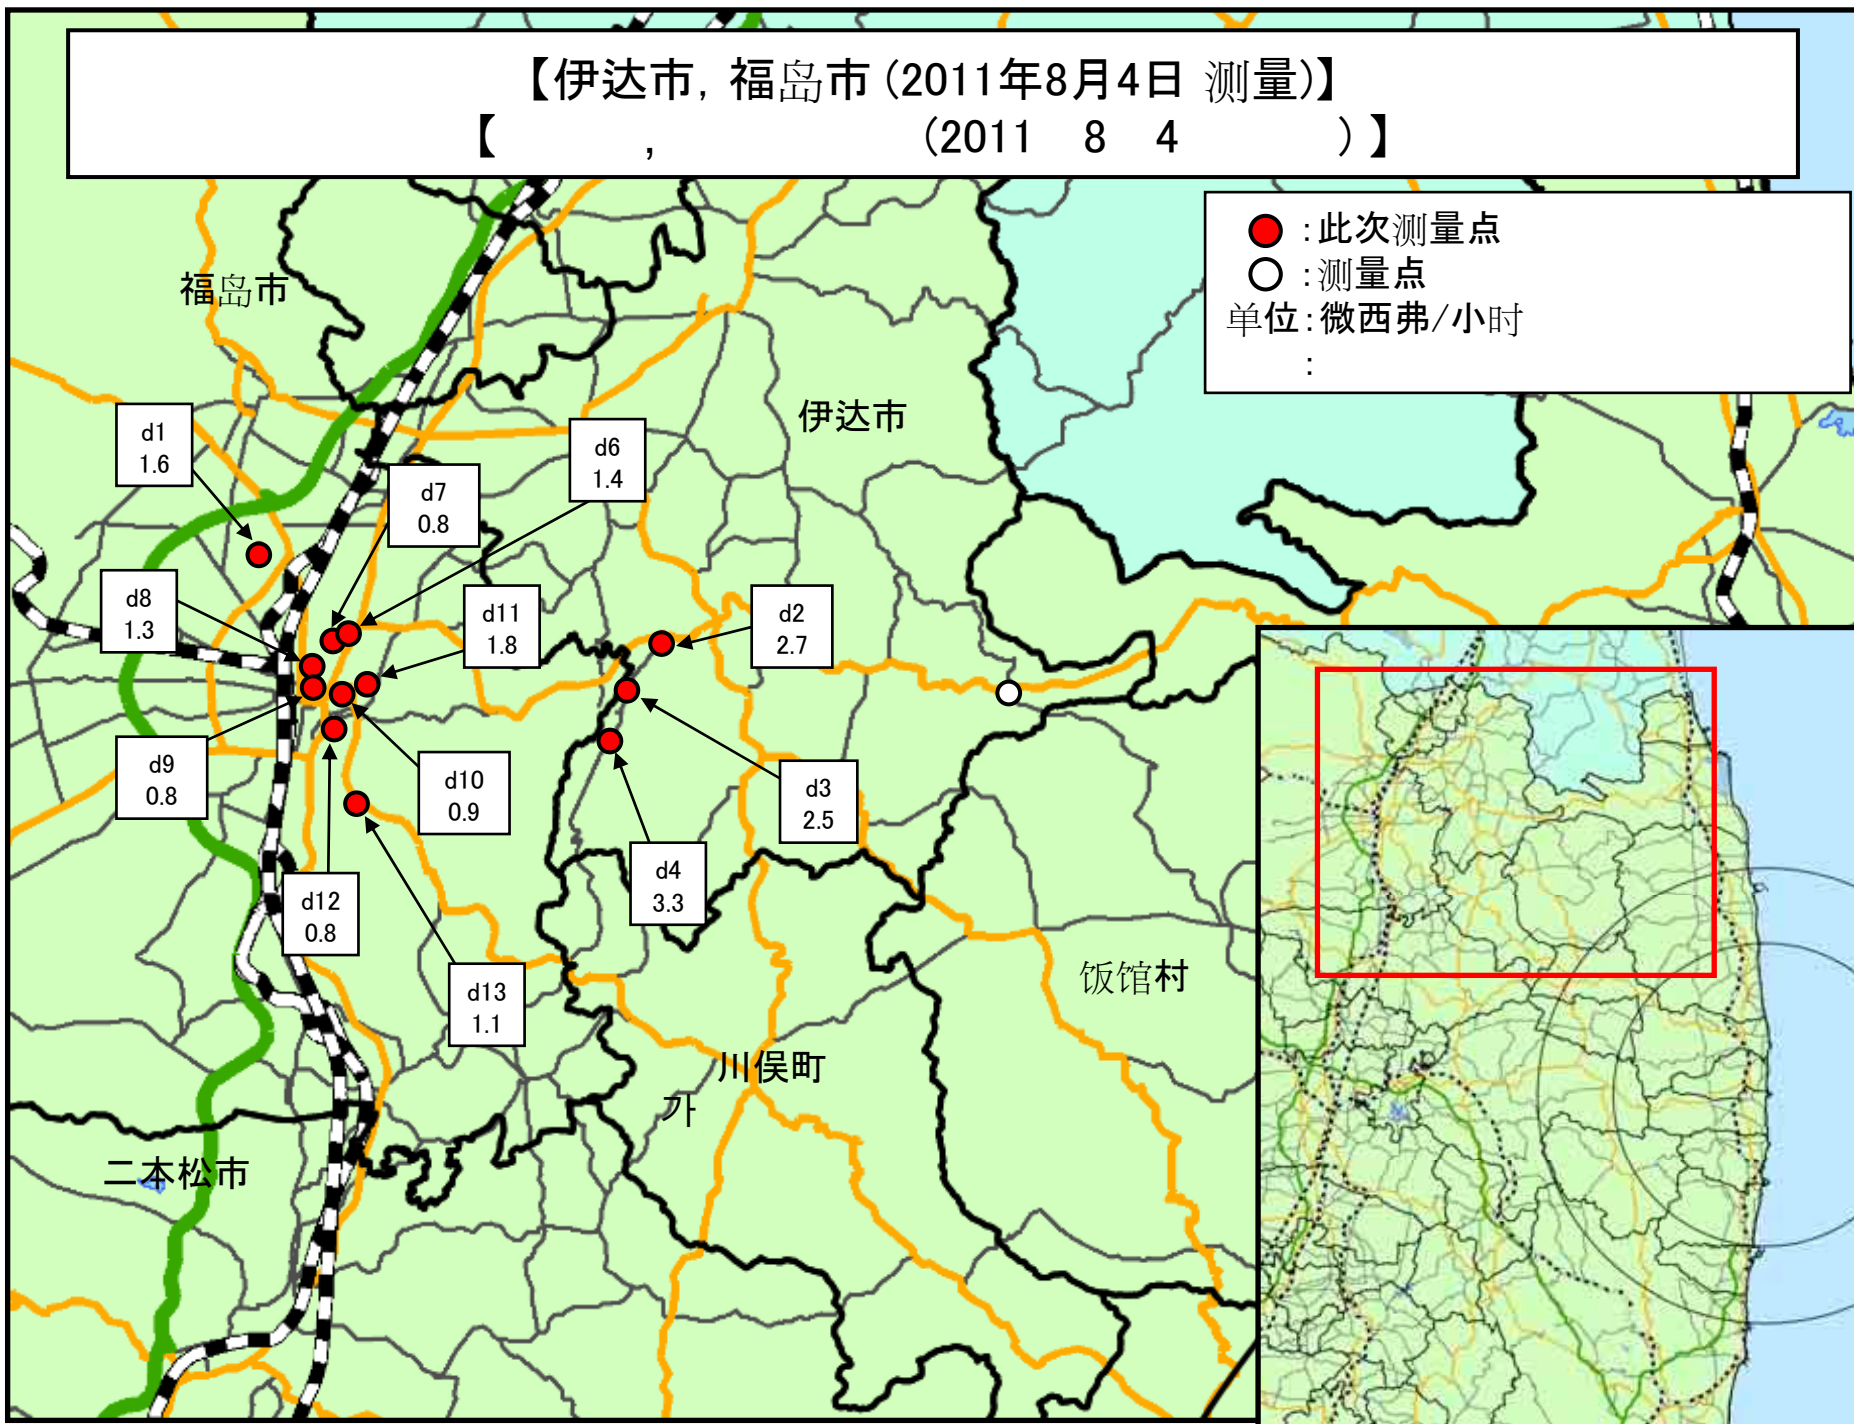 【伊达市, 福岛市 (2011年8月4日 测量)】
【 , (2011 8 4 ) 】
:此次测量点
:测量点
单位:微西弗/小时
:
福岛市
伊达市
d1
1.6
d6
1.4
d7
0.8
d8
1.3
d11
1.8
d2
2.7
d9
0.8
d10
0.9
d3
2.5
d4
3.3
d12
0.8
d13
1.1
饭馆村
川俣町
가
二本松市